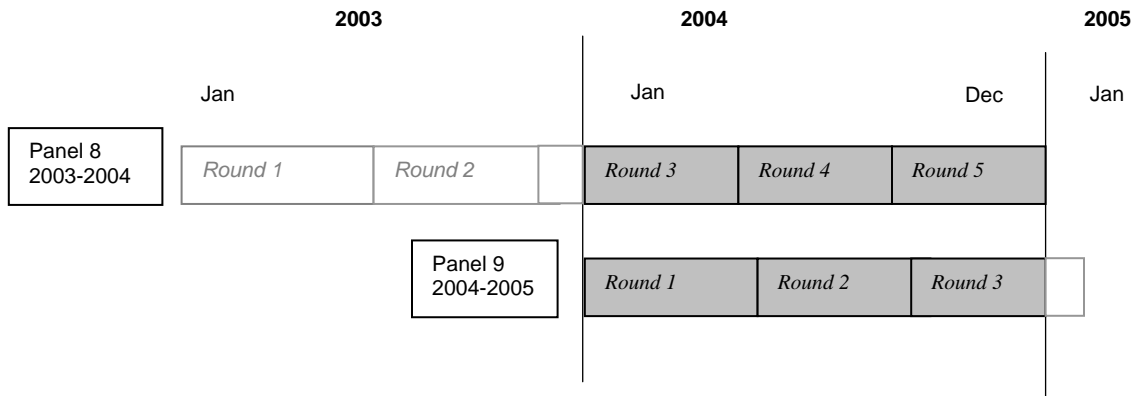 2003 2004 2005
Jan Jan Dec Jan
Panel 8
2003-2004
Round 1 Round 2 Round 3 Round 4 Round 5
Panel 9
2004-2005
Round 1 Round 2 Round 3